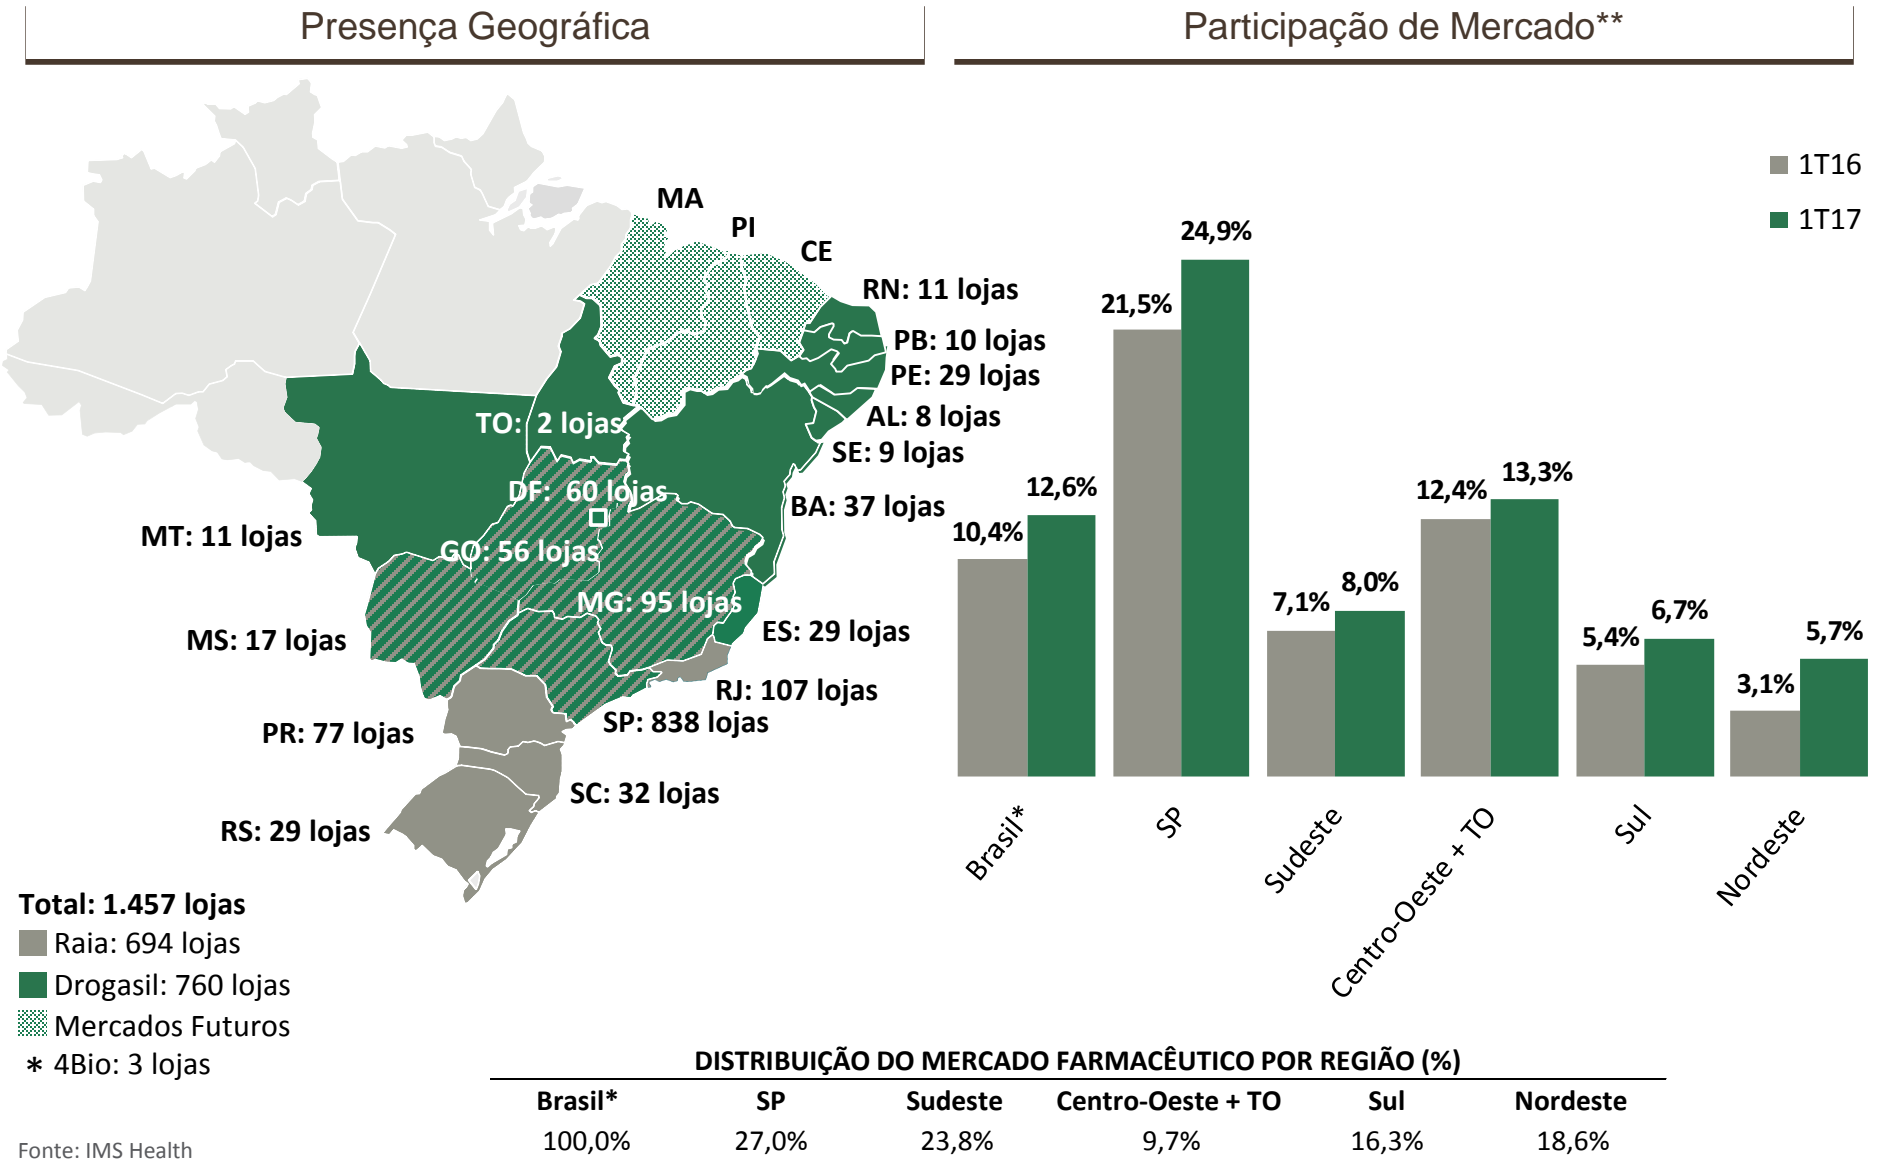 Presença Geográfica
Participação de Mercado**
MA
PI
CE
RN: 11 lojas
PB: 10 lojas
PE: 29 lojas
AL: 8 lojas
SE: 9 lojas
BA: 37 lojas
TO: 2 lojas
DF: 60 lojas
GO: 56 lojas
MT: 11 lojas
MG: 95 lojas
ES: 29 lojas
MS: 17 lojas
RJ: 107 lojas
SP: 838 lojas
PR: 77 lojas
SC: 32 lojas
RS: 29 lojas
Total: 1.457 lojas
Raia: 694 lojas
Drogasil: 760 lojas
Mercados Futuros
* 4Bio: 3 lojas
1T16
1T17
10,4% 12,6%
21,5% 24,9%
7,1% 8,0%
12,4% 13,3%
5,4% 6,7%
3,1% 5,7%
Brasil*
SP
Sudeste
Centro-Oeste + TO
Sul
Nordeste
DISTRIBUIÇÃO DO MERCADO FARMACÊUTICO POR REGIÃO (%)
Brasil* SP Sudeste Centro-Oeste + TO Sul Nordeste
100,0% 27,0% 23,8% 9,7% 16,3% 18,6%
Fonte: IMS Health